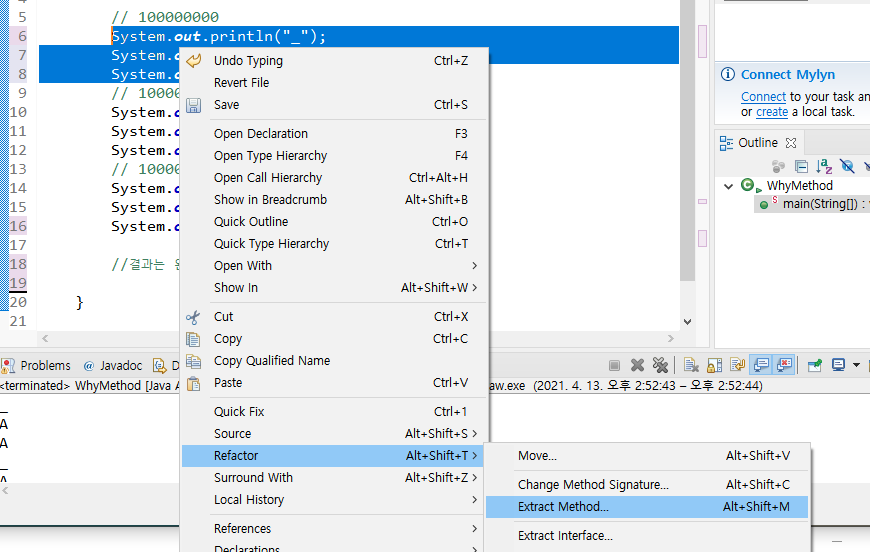 5 // 100000000
6 System.out.println("_");
7 System.
8 System.
9 // 1000
10 System.
11 System.
12 System.
13 // 1000
14 System.
15 System.
16 System.
17
18 //결과는
19
20 }
21
Undo Typing Ctrl+Z
Revert File
Save Ctrl+S
Open Declaration F3
Open Type Hierarchy F4
Open Call Hierarchy Ctrl+Alt+H
Show in Breadcrumb Alt+Shift+B
Quick Outline Ctrl+O
Quick Type Hierarchy Ctrl+T
Open With >
Show In Alt+Shift+W >
Cut Ctrl+X
Copy Ctrl+C
Copy Qualified Name
Paste Ctrl+V
Quick Fix Ctrl+1
Source Alt+Shift+S >
Refactor Alt+Shift+T >
Surround With Alt+Shift+Z >
Local History >
References >
Declarations
Move... Alt+Shift+V
Change Method Signature... Alt+Shift+C
Extract Method... Alt+Shift+M
Extract Interface...
Connect Mylyn
Connect to your task
or create a local task.
Outline
WhyMethod
main(String[]) :
Problems @ Javadoc D
<terminated> WhyMethod [Java A
aw.exe (2021. 4. 13. 오후 2:52:43 – 오후 2:52:44)
_
A
A
_
A